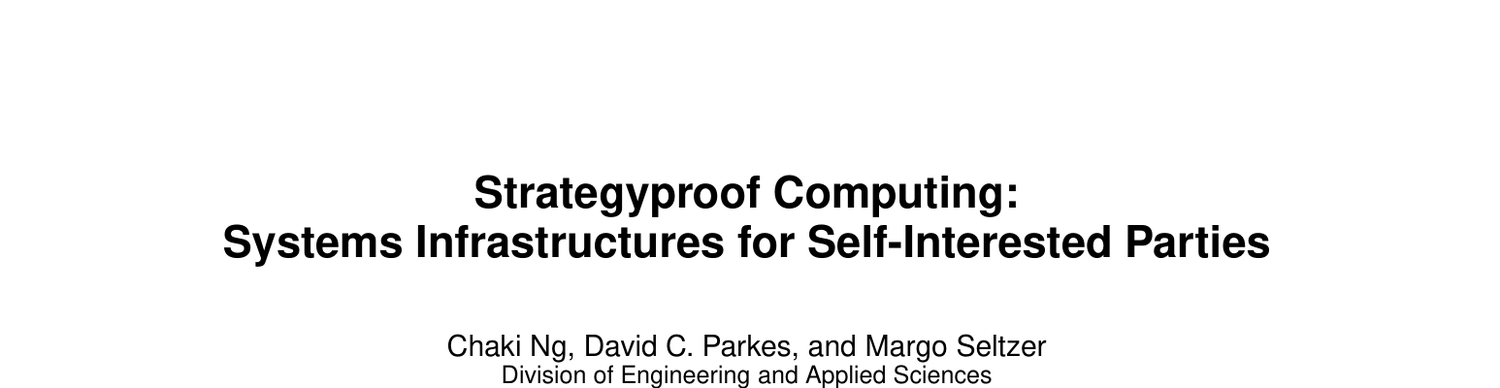 Strategyproof Computing:
Systems Infrastructures for Self-Interested Parties
Chaki Ng, David C. Parkes, and Margo Seltzer
Division of Engineering and Applied Sciences